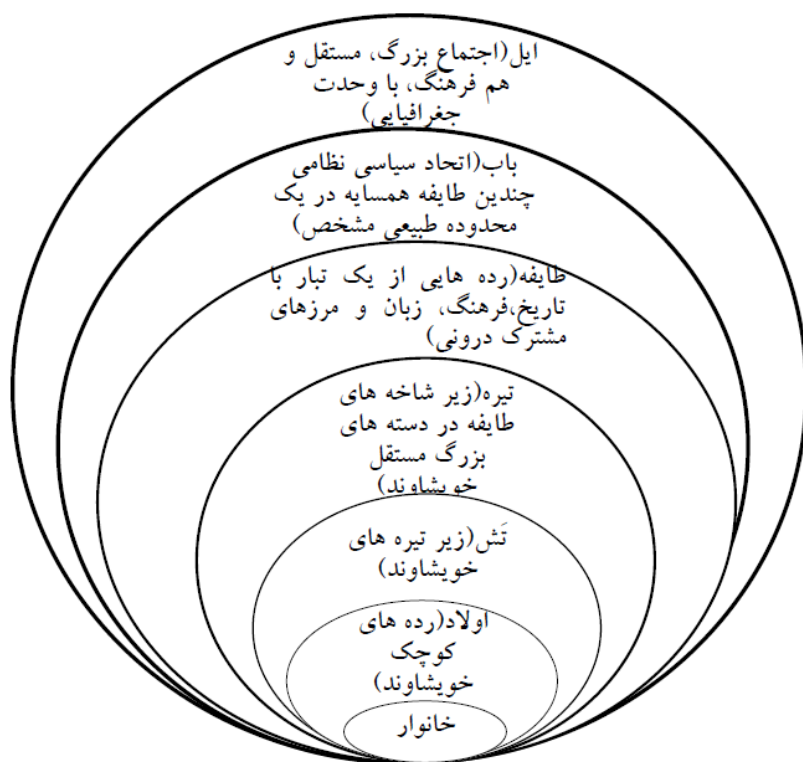 ایل(اجتماع بزرگ، مستقل و
هم فرهنگ، با وحدت
جغرافیایی)
باب(اتحاد سیاسی نظامی
چندین طایفه همسایه در یک
محدوده طبیعی مشخص)
طایفه(رده هایی از یک تبار با
تاریخ،فرهنگ، زبان و مرزهای
مشترک درونی)
تیره(زیر شاخه های
طایفه در دسته های
بزرگ مستقل
خویشاوند)
تَش(زیر تیره های
خویشاوند)
اولاد(رده های
کوچک
خویشاوند)
خانوار